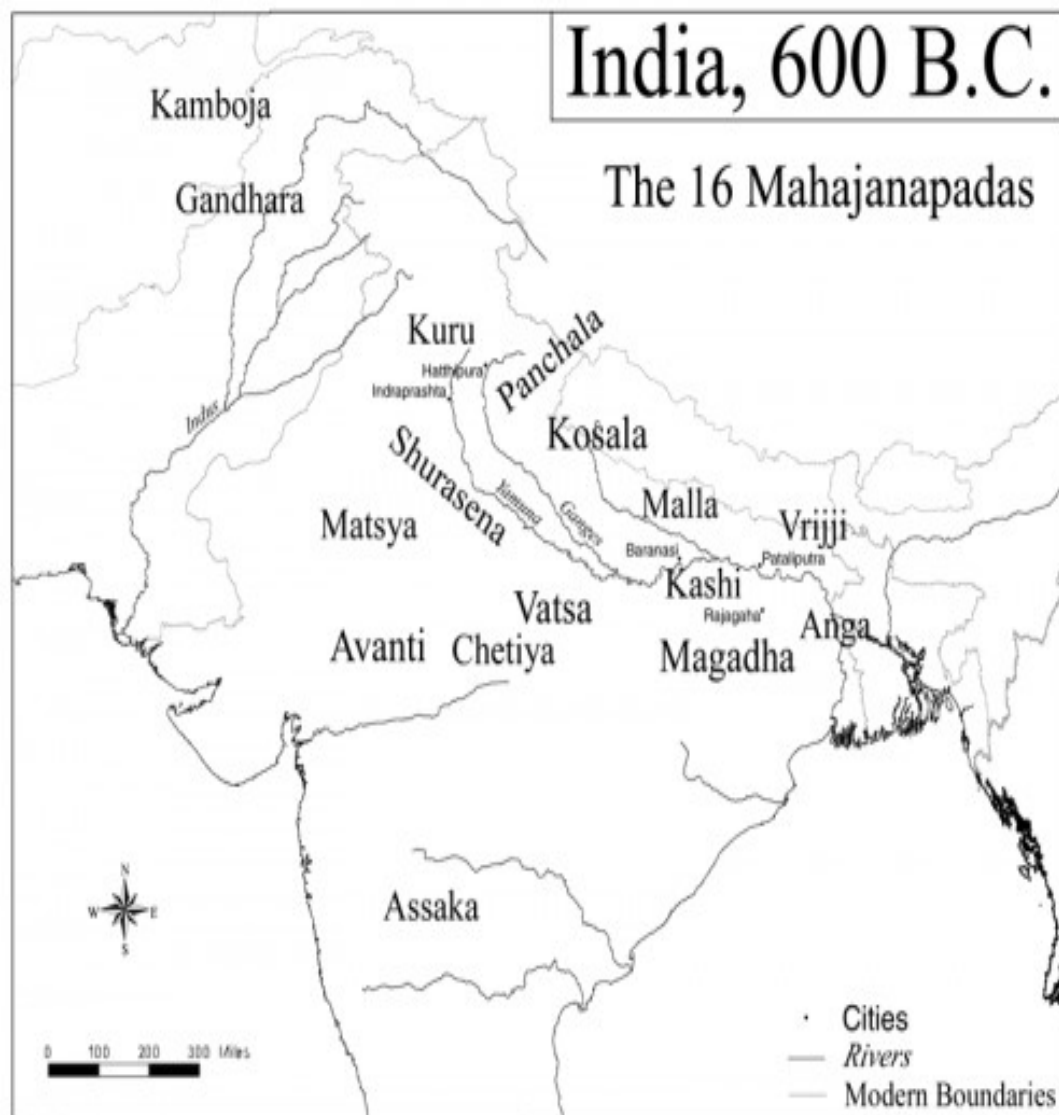 India, 600 B.C.
The 16 Mahajanapadas
Kamboja
Gandhara
Kuru
Panchala
Hatthipura
Indraprashta
Indus
Kosala
Shurasena
Yamuna
Ganges
Malla
Vrijji
Matsya
Baranasi
Pataliputra
Kashi
Vatsa
Rajagaha
Anga
Avanti
Chetiya
Magadha
Assaka
N
W
E
S
0 100 200 300 Miles
Cities
Rivers
Modern Boundaries